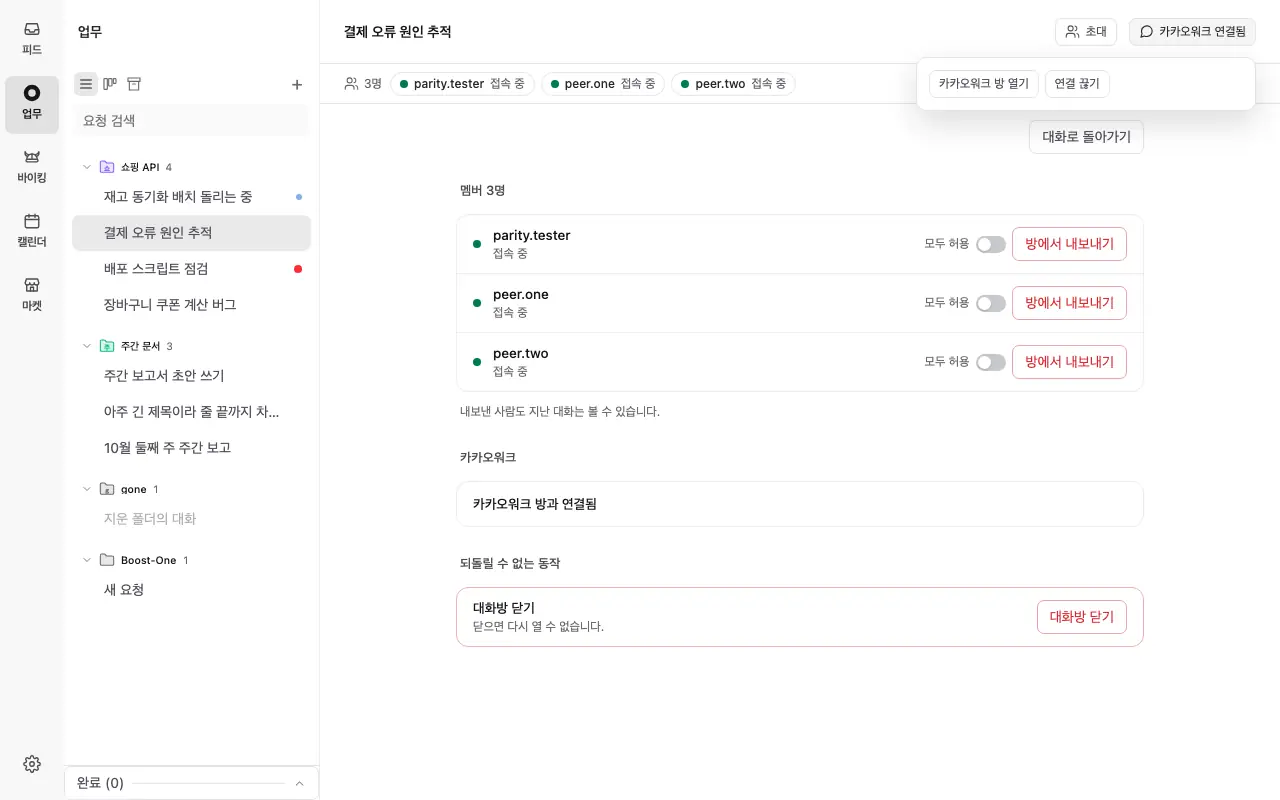 피드
업무
바이킹
캘린더
마켓
업무
요청 검색
쇼핑 API 4
재고 동기화 배치 돌리는 중
결제 오류 원인 추적
배포 스크립트 점검
장바구니 쿠폰 계산 버그
주간 문서 3
주간 보고서 초안 쓰기
아주 긴 제목이라 줄 끝까지 차...
10월 둘째 주 주간 보고
gone 1
지운 폴더의 대화
Boost-One 1
새 요청
완료 (0)
결제 오류 원인 추적
초대
카카오워크 연결됨
3명 parity.tester 접속 중 peer.one 접속 중 peer.two 접속 중
카카오워크 방 열기 연결 끊기
대화로 돌아가기
멤버 3명
parity.tester
접속 중
모두 허용 방에서 내보내기
peer.one
접속 중
모두 허용 방에서 내보내기
peer.two
접속 중
모두 허용 방에서 내보내기
내보낸 사람도 지난 대화는 볼 수 있습니다.
카카오워크
카카오워크 방과 연결됨
되돌릴 수 없는 동작
대화방 닫기
닫으면 다시 열 수 없습니다.
대화방 닫기